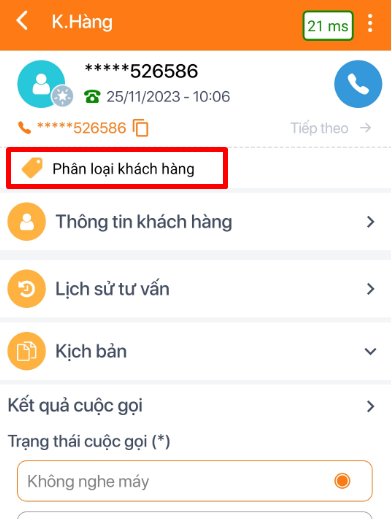 K.Hàng
21 ms
*****526586
25/11/2023 - 10:06
*****526586
Tiếp theo
Phân loại khách hàng
Thông tin khách hàng
Lịch sử tư vấn
Kịch bản
Kết quả cuộc gọi
Trạng thái cuộc gọi (*)
Không nghe máy